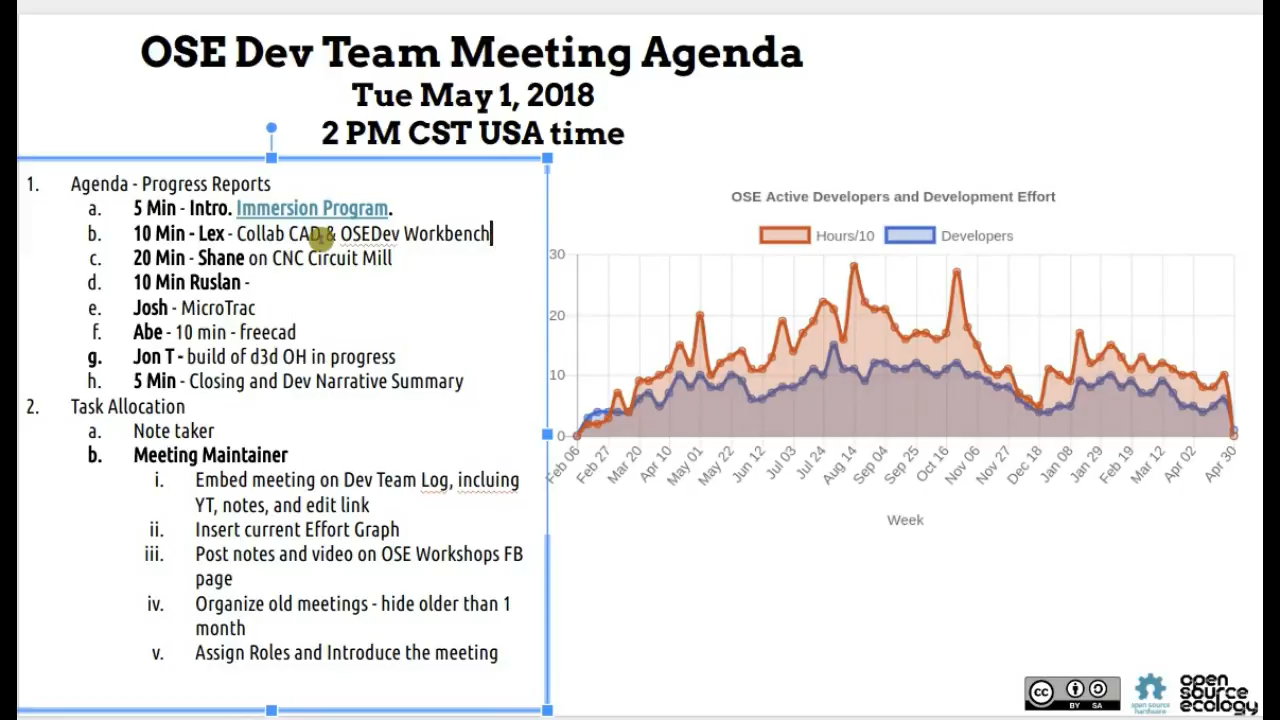 OSE Dev Team Meeting Agenda
Tue May 1, 2018
2 PM CST USA time
1. Agenda - Progress Reports
a. 5 Min - Intro. Immersion Program.
b. 10 Min - Lex - Collab CAD & OSEDev Workbench
c. 20 Min - Shane on CNC Circuit Mill
d. 10 Min Ruslan -
e. Josh - MicroTrac
f. Abe - 10 min - freecad
g. Jon T - build of d3d OH in progress
h. 5 Min - Closing and Dev Narrative Summary
2. Task Allocation
a. Note taker
b. Meeting Maintainer
i. Embed meeting on Dev Team Log, incluing
YT, notes, and edit link
ii. Insert current Effort Graph
iii. Post notes and video on OSE Workshops FB
page
iv. Organize old meetings - hide older than 1
month
v. Assign Roles and Introduce the meeting
OSE Active Developers and Development Effort
Hours/10 Developers
30
20
10
0
Feb 06 Feb 27 Mar 20 Apr 10 May 01 May 22 Jun 12 Jul 03 Jul 24 Aug 14 Sep 04 Sep 25 Oct 16 Nov 06 Nov 27 Dec 18 Jan 08 Jan 29 Feb 19 Mar 12 Apr 02 Apr 30
Week
cc BY SA
open source hardware
open
source
ecology